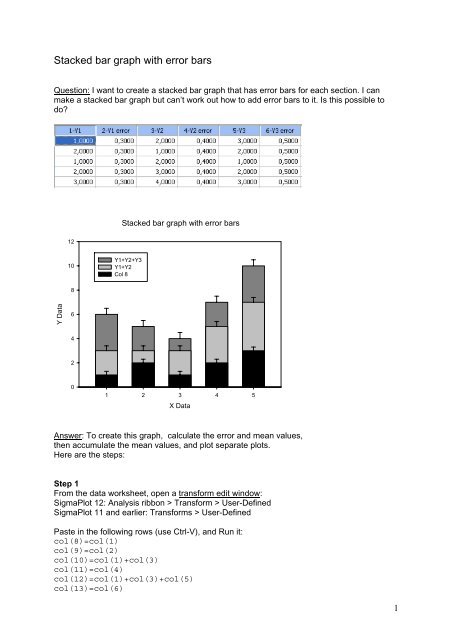 Stacked bar graph with error bars
Question: I want to create a stacked bar graph that has error bars for each section. I can
make a stacked bar graph but can't work out how to add error bars to it. Is this possible to
do?
1-Y1 2-Y1 error 3-Y2 4-Y2 error 5-Y3 6-Y3 error
1,0000 0,3000 2,0000 0,4000 3,0000 0,5000
2,0000 0,3000 1,0000 0,4000 2,0000 0,5000
1,0000 0,3000 2,0000 0,4000 1,0000 0,5000
2,0000 0,3000 3,0000 0,4000 2,0000 0,5000
3,0000 0,3000 4,0000 0,4000 3,0000 0,5000
Stacked bar graph with error bars
12
10
8
6
4
2
0
Y Data
Y1+Y2+Y3
Y1+Y2
Col 8
1 2 3 4 5
X Data
Answer: To create this graph, calculate the error and mean values,
then accumulate the mean values, and plot separate plots.
Here are the steps:
Step 1
From the data worksheet, open a transform edit window:
SigmaPlot 12: Analysis ribbon > Transform > User-Defined
SigmaPlot 11 and earlier: Transforms > User-Defined
Paste in the following rows (use Ctrl-V), and Run it:
col(8)=col(1)
col(9)=col(2)
col(10)=col(1)+col(3)
col(11)=col(4)
col(12)=col(1)+col(3)+col(5)
col(13)=col(6)
1